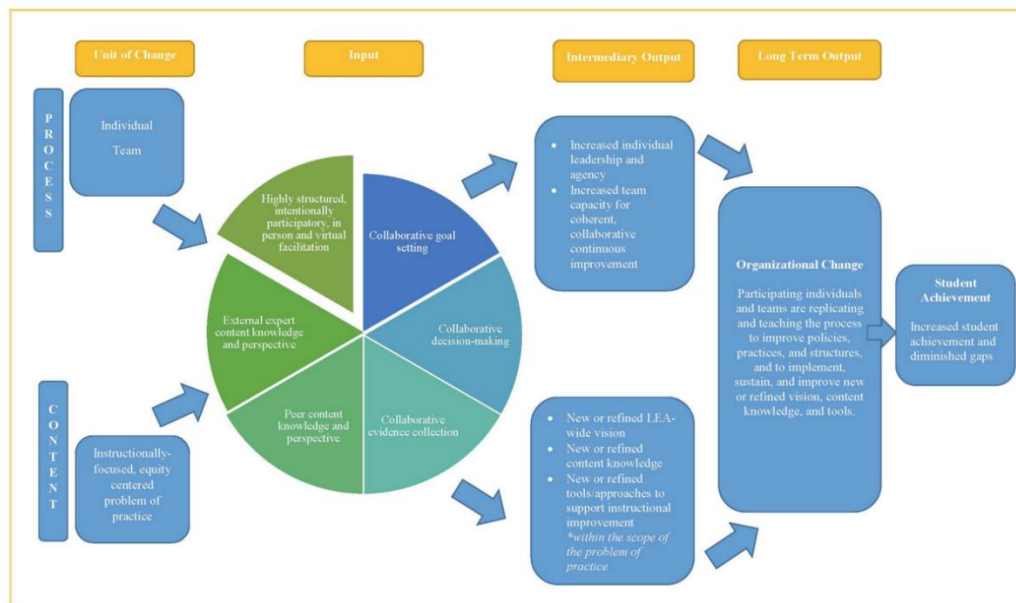 Unit of Change
Input
Intermediary Output
Long Term Output
PROCESS
Individual
Team
Highly structured,
intentionally
participatory, in
person and virtual
facilitation
Collaborative goal
setting
External expert
content knowledge
and perspective
Collaborative
decision-making
Peer content
knowledge and
perspective
Collaborative
evidence collection
CONTENT
Instructionally-
focused, equity
centered
problem of
practice
• Increased individual
leadership and
agency
• Increased team
capacity for
coherent,
collaborative
continuous
improvement
• New or refined LEA-
wide vision
• New or refined
content knowledge
• New or refined
tools/approaches to
support instructional
improvement
*within the scope of
the problem of
practice
Organizational Change
Participating individuals
and teams are replicating
and teaching the process
to improve policies,
practices, and structures,
and to implement,
sustain, and improve new
or refined vision, content
knowledge, and tools.
Student
Achievement
Increased student
achievement and
diminished gaps